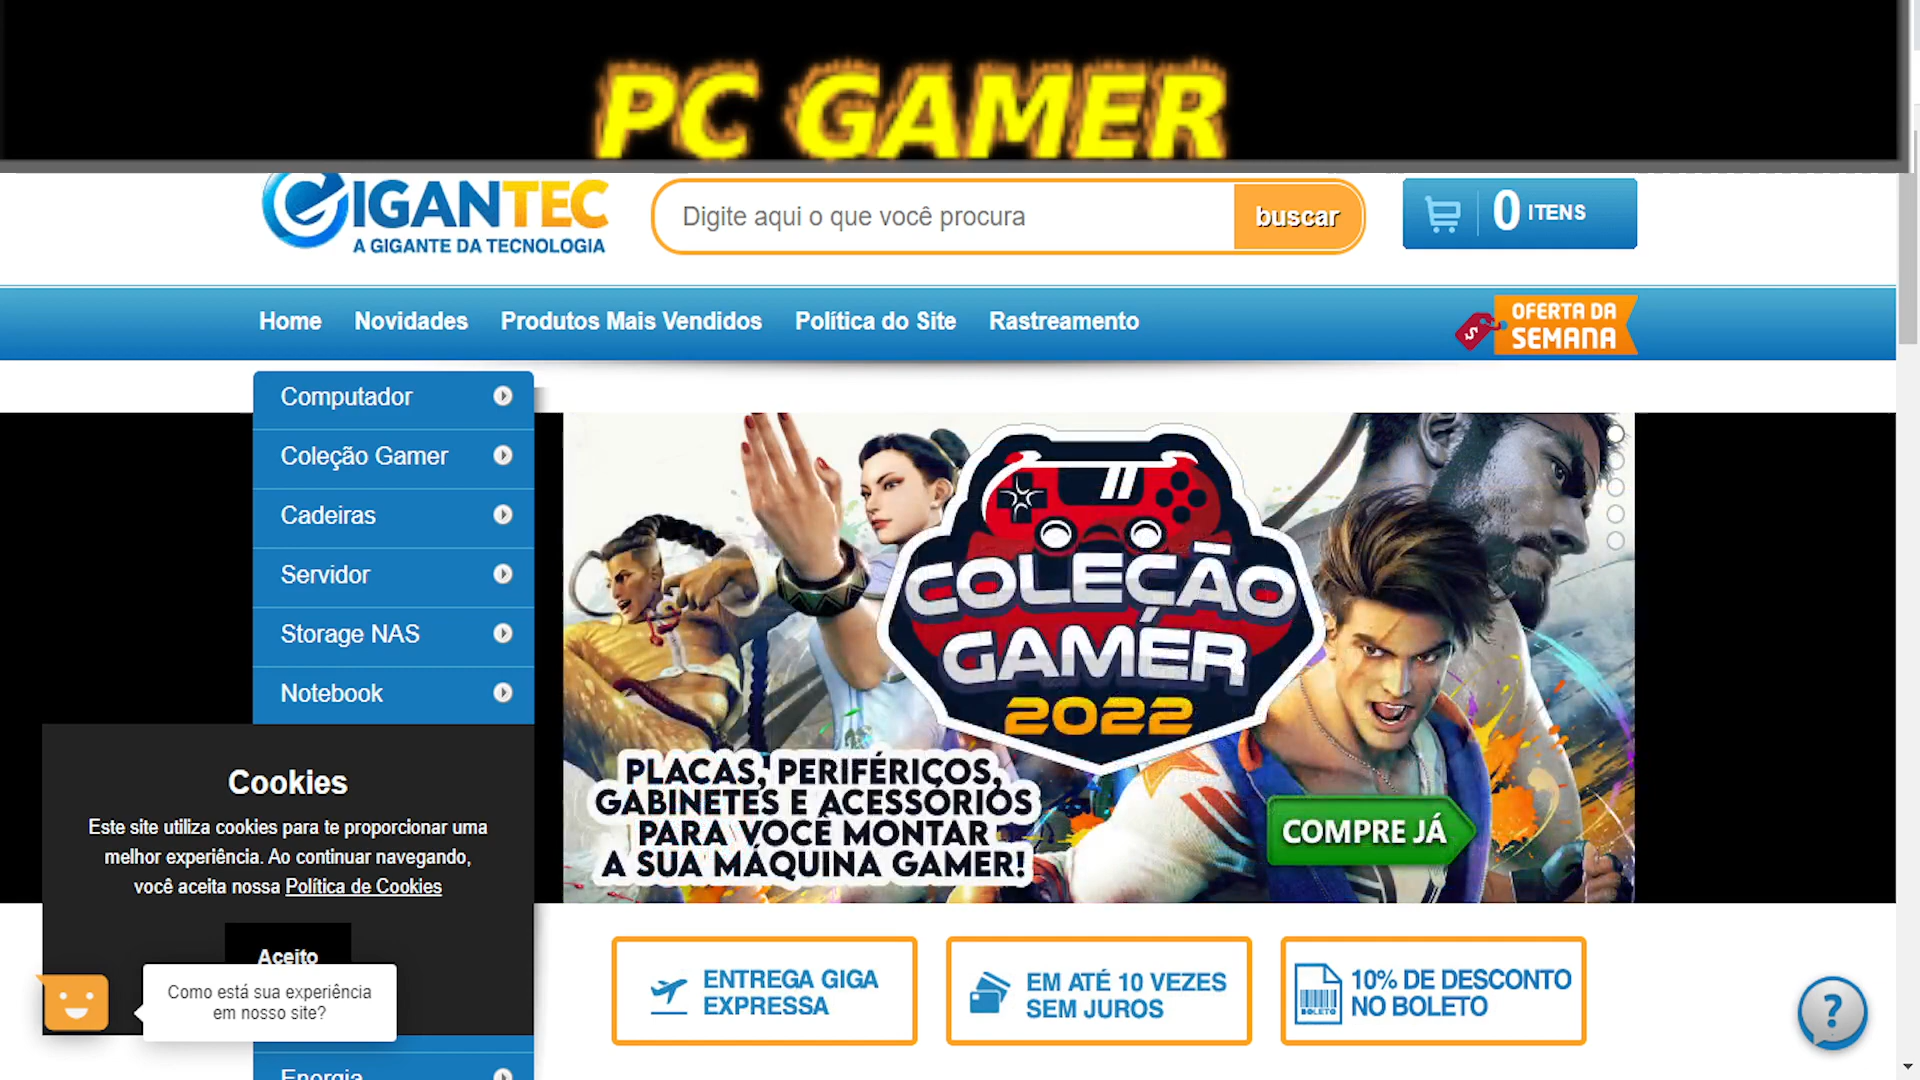 PC GAMER
GIGANTEC
A GIGANTE DA TECNOLOGIA
Digite aqui o que você procura
buscar
0 ITENS
Home
Novidades
Produtos Mais Vendidos
Política do Site
Rastreamento
OFERTA DA
SEMANA
Computador
Coleção Gamer
Cadeiras
Servidor
Storage NAS
Notebook
COLEÇÃO
GAMER
2022
PLACAS, PERIFÉRICOS,
GABINETES E ACESSÓRIOS
PARA VOCÊ MONTAR
A SUA MÁQUINA GAMER!
COMPRE JÁ
Cookies
Este site utiliza cookies para te proporcionar uma
melhor experiência. Ao continuar navegando,
você aceita nossa Política de Cookies
Aceito
Como está sua experiência
em nosso site?
Energia
ENTREGA GIGA
EXPRESSA
EM ATÉ 10 VEZES
SEM JUROS
BOLETO
10% DE DESCONTO
NO BOLETO
?